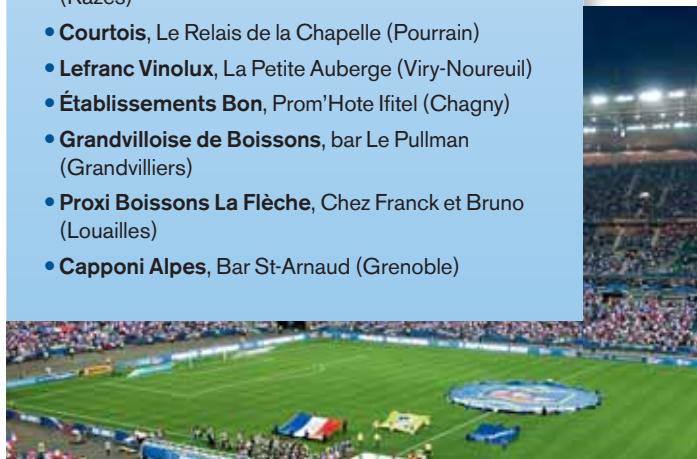 (Razès)
• Courtois, Le Relais de la Chapelle (Pourrain)
• Lefranc Vinolux, La Petite Auberge (Viry-Noureuil)
• Établissements Bon, Prom'Hote Ifitel (Chagny)
• Grandvilloise de Boissons, bar Le Pullman
(Grandvilliers)
• Proxi Boissons La Flèche, Chez Franck et Bruno
(Louailles)
• Capponi Alpes, Bar St-Arnaud (Grenoble)